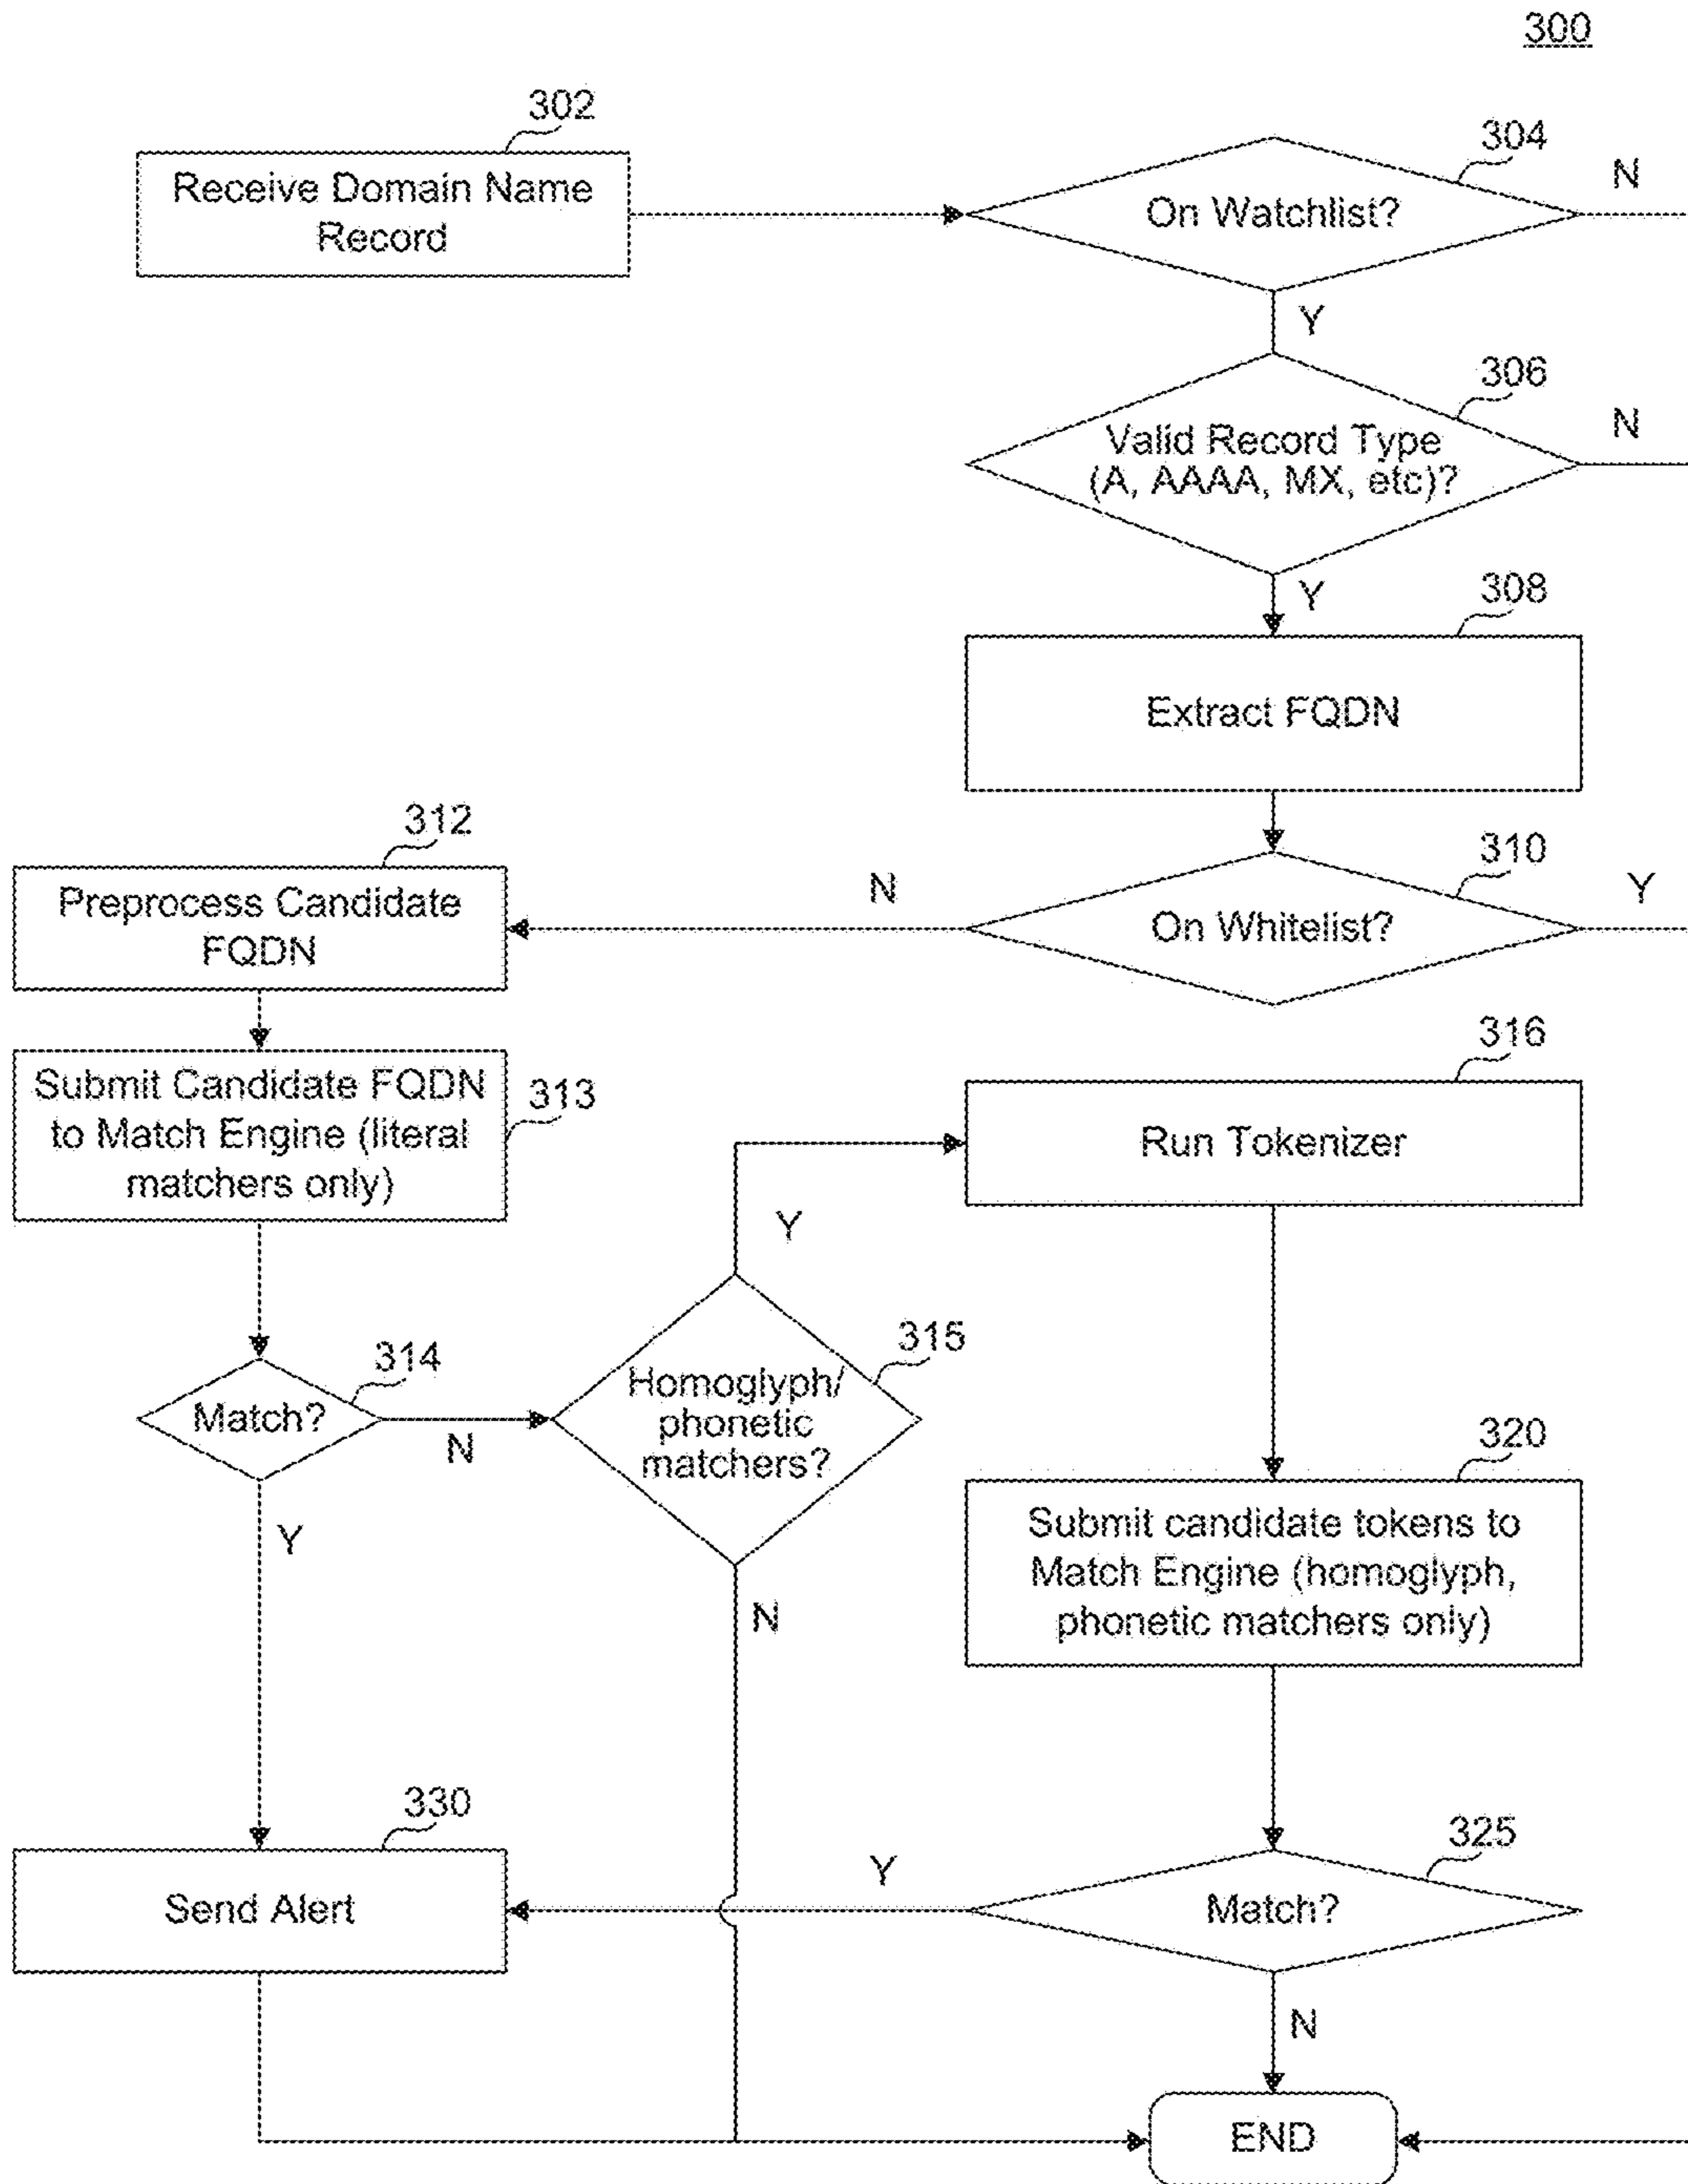 300
302
Receive Domain Name
Record
304
On Watchlist?
N
Y
306
Valid Record Type
(A, AAAA, MX, etc)?
N
Y
308
Extract FQDN
310
On Whitelist?
Y
N
312
Preprocess Candidate
FQDN
313
Submit Candidate FQDN
to Match Engine (literal
matchers only)
314
Match?
N
Y
315
Homoglyph/
phonetic
matchers?
Y
N
316
Run Tokenizer
320
Submit candidate tokens to
Match Engine (homoglyph,
phonetic matchers only)
325
Match?
Y
N
330
Send Alert
END